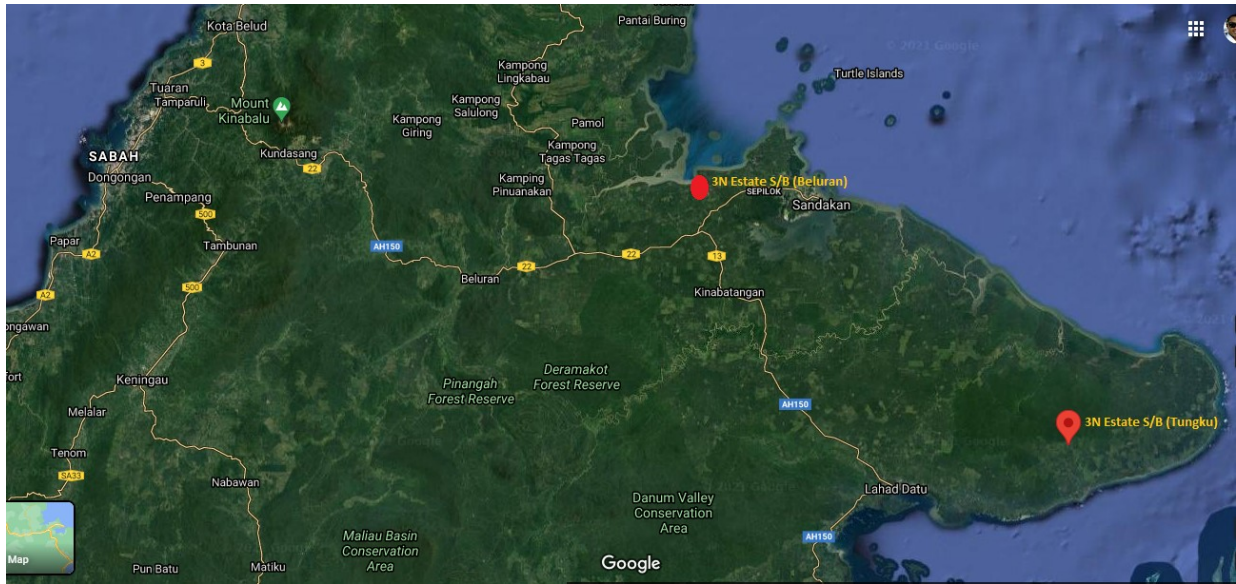 Pantai Buring
Kota Belud
© 2021 Google
Kampong
Lingkabau
Turtle Islands
3
Tuaran
Tamparuli
Mount
Kinabalu
Kampong
Salulong
Kampong
Giring
Pamol
Kampong
Tagas Tagas
SABAH
Kundasang
22
Dongongan
Kamping
Pinuanakan
3N Estate S/B (Beluran)
SEPILOK
Sandakan
Penampang
500
Papar
A2
Tambunan
AH150
22
22
13
Beluran
Kinabatangan
A2
500
ongawan
Deramakot
Forest Reserve
fort
Keningau
Pinangah
Forest Reserve
AH150
Melalar
3N Estate S/B (Tungku)
Google
Tenom
SA33
Nabawan
Lahad Datu
Danum Valley
Conservation
Area
Maliau Basin
Conservation
Area
AH150
Map
Pun Batu
Matiku
Google